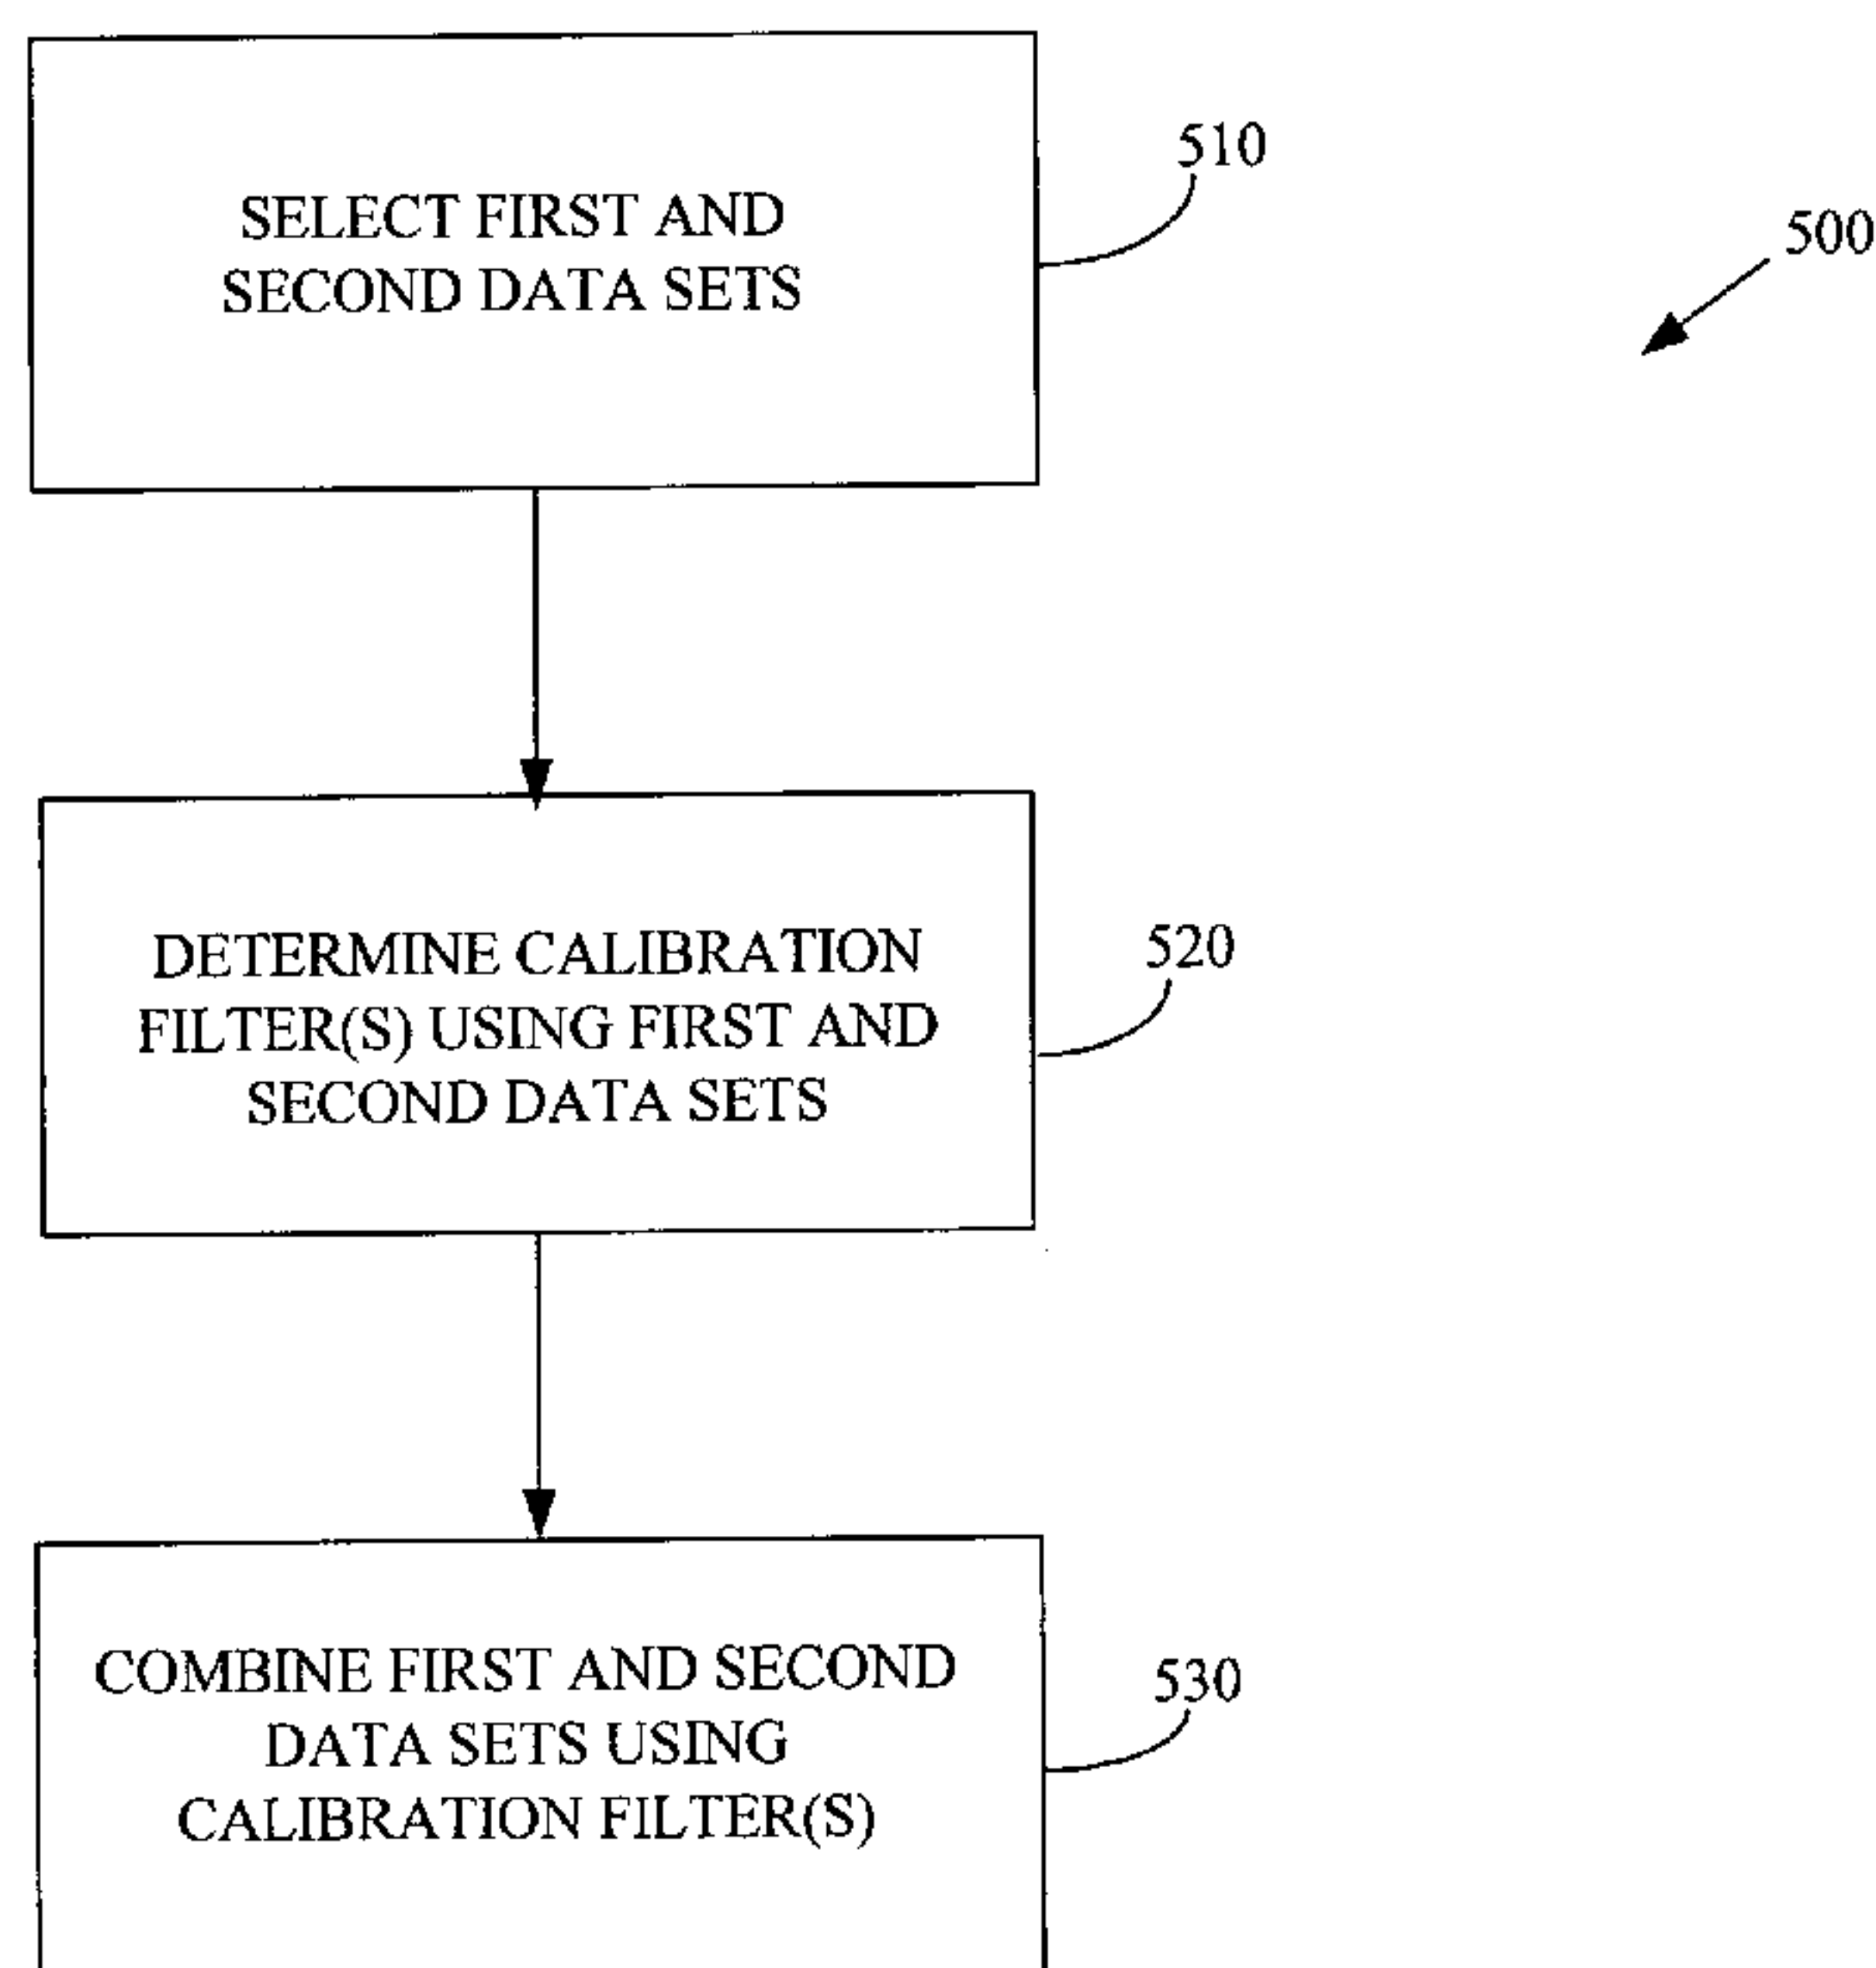 SELECT FIRST AND
SECOND DATA SETS
510
500
DETERMINE CALIBRATION
FILTER(S) USING FIRST AND
SECOND DATA SETS
520
COMBINE FIRST AND SECOND
DATA SETS USING
CALIBRATION FILTER(S)
530